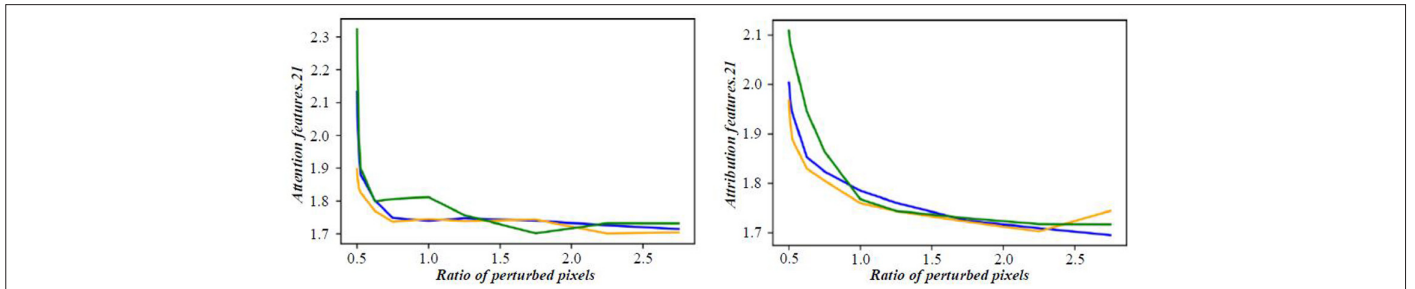 Attention features.21
2.3
2.2
2.1
2.0
1.9
1.8
1.7
0.5 1.0 1.5 2.0 2.5
Ratio of perturbed pixels
Attribution features.21
2.1
2.0
1.9
1.8
1.7
0.5 1.0 1.5 2.0 2.5
Ratio of perturbed pixels